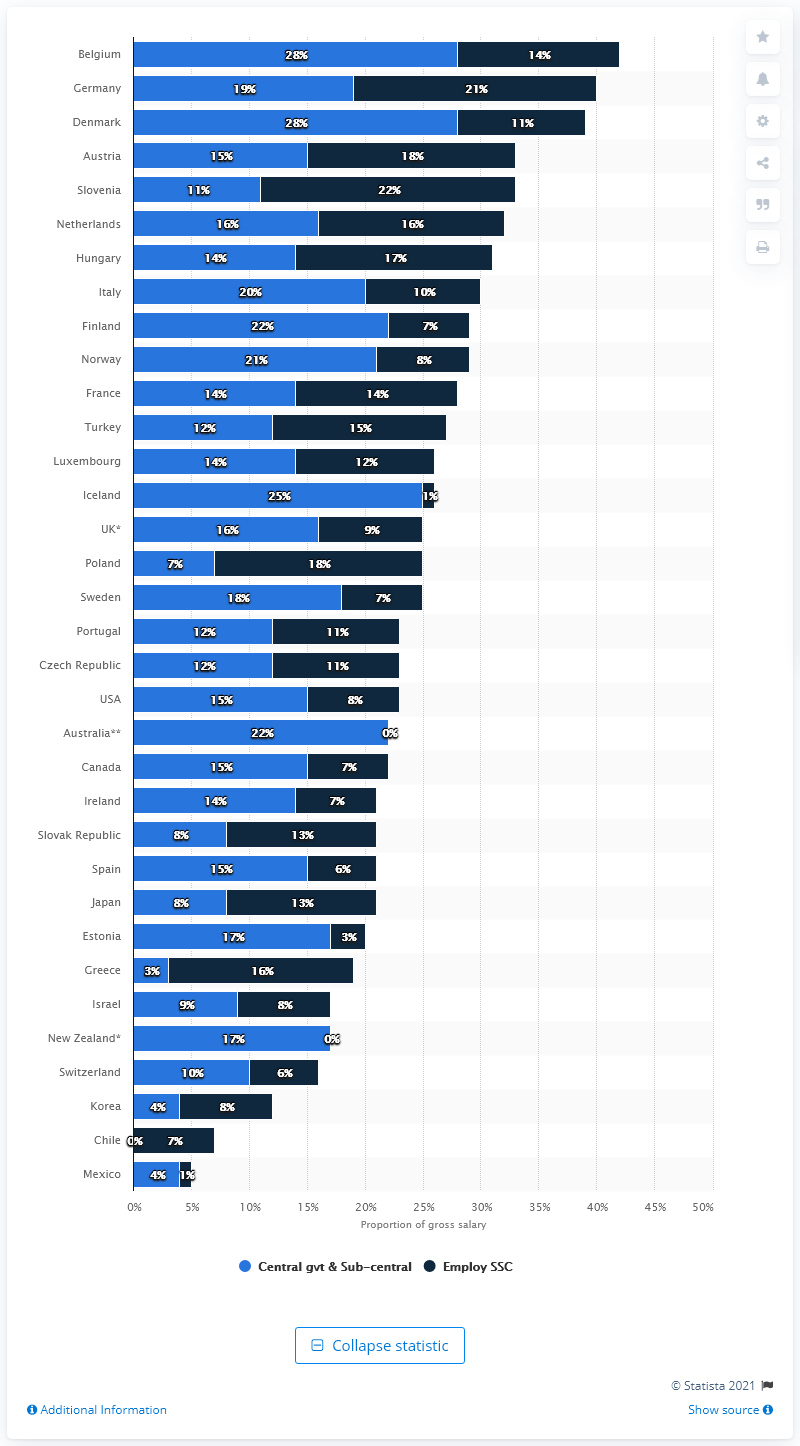 Belgium 28% 14%
Germany 19% 21%
Denmark 28% 11%
Austria 15% 18%
Slovenia 11% 22%
Netherlands 16% 16%
Hungary 14% 17%
Italy 20% 10%
Finland 22% 7%
Norway 21% 8%
France 14% 14%
Turkey 12% 15%
Luxembourg 14% 12%
Iceland 25% 1%
UK* 16% 9%
Poland 7% 18%
Sweden 18% 7%
Portugal 12% 11%
Czech Republic 12% 11%
USA 15% 8%
Australia** 22% 0%
Canada 15% 7%
Ireland 14% 7%
Slovak Republic 8% 13%
Spain 15% 6%
Japan 8% 13%
Estonia 17% 3%
Greece 3% 16%
Israel 9% 8%
New Zealand* 17% 0%
Switzerland 10% 6%
Korea 4% 8%
Chile 0% 7%
Mexico 4% 1%
0% 5% 10% 15% 20% 25% 30% 35% 40% 45% 50%
Proportion of gross salary
Central gvt & Sub-central Employ SSC
Collapse statistic
© Statista 2021
Additional Information Show source